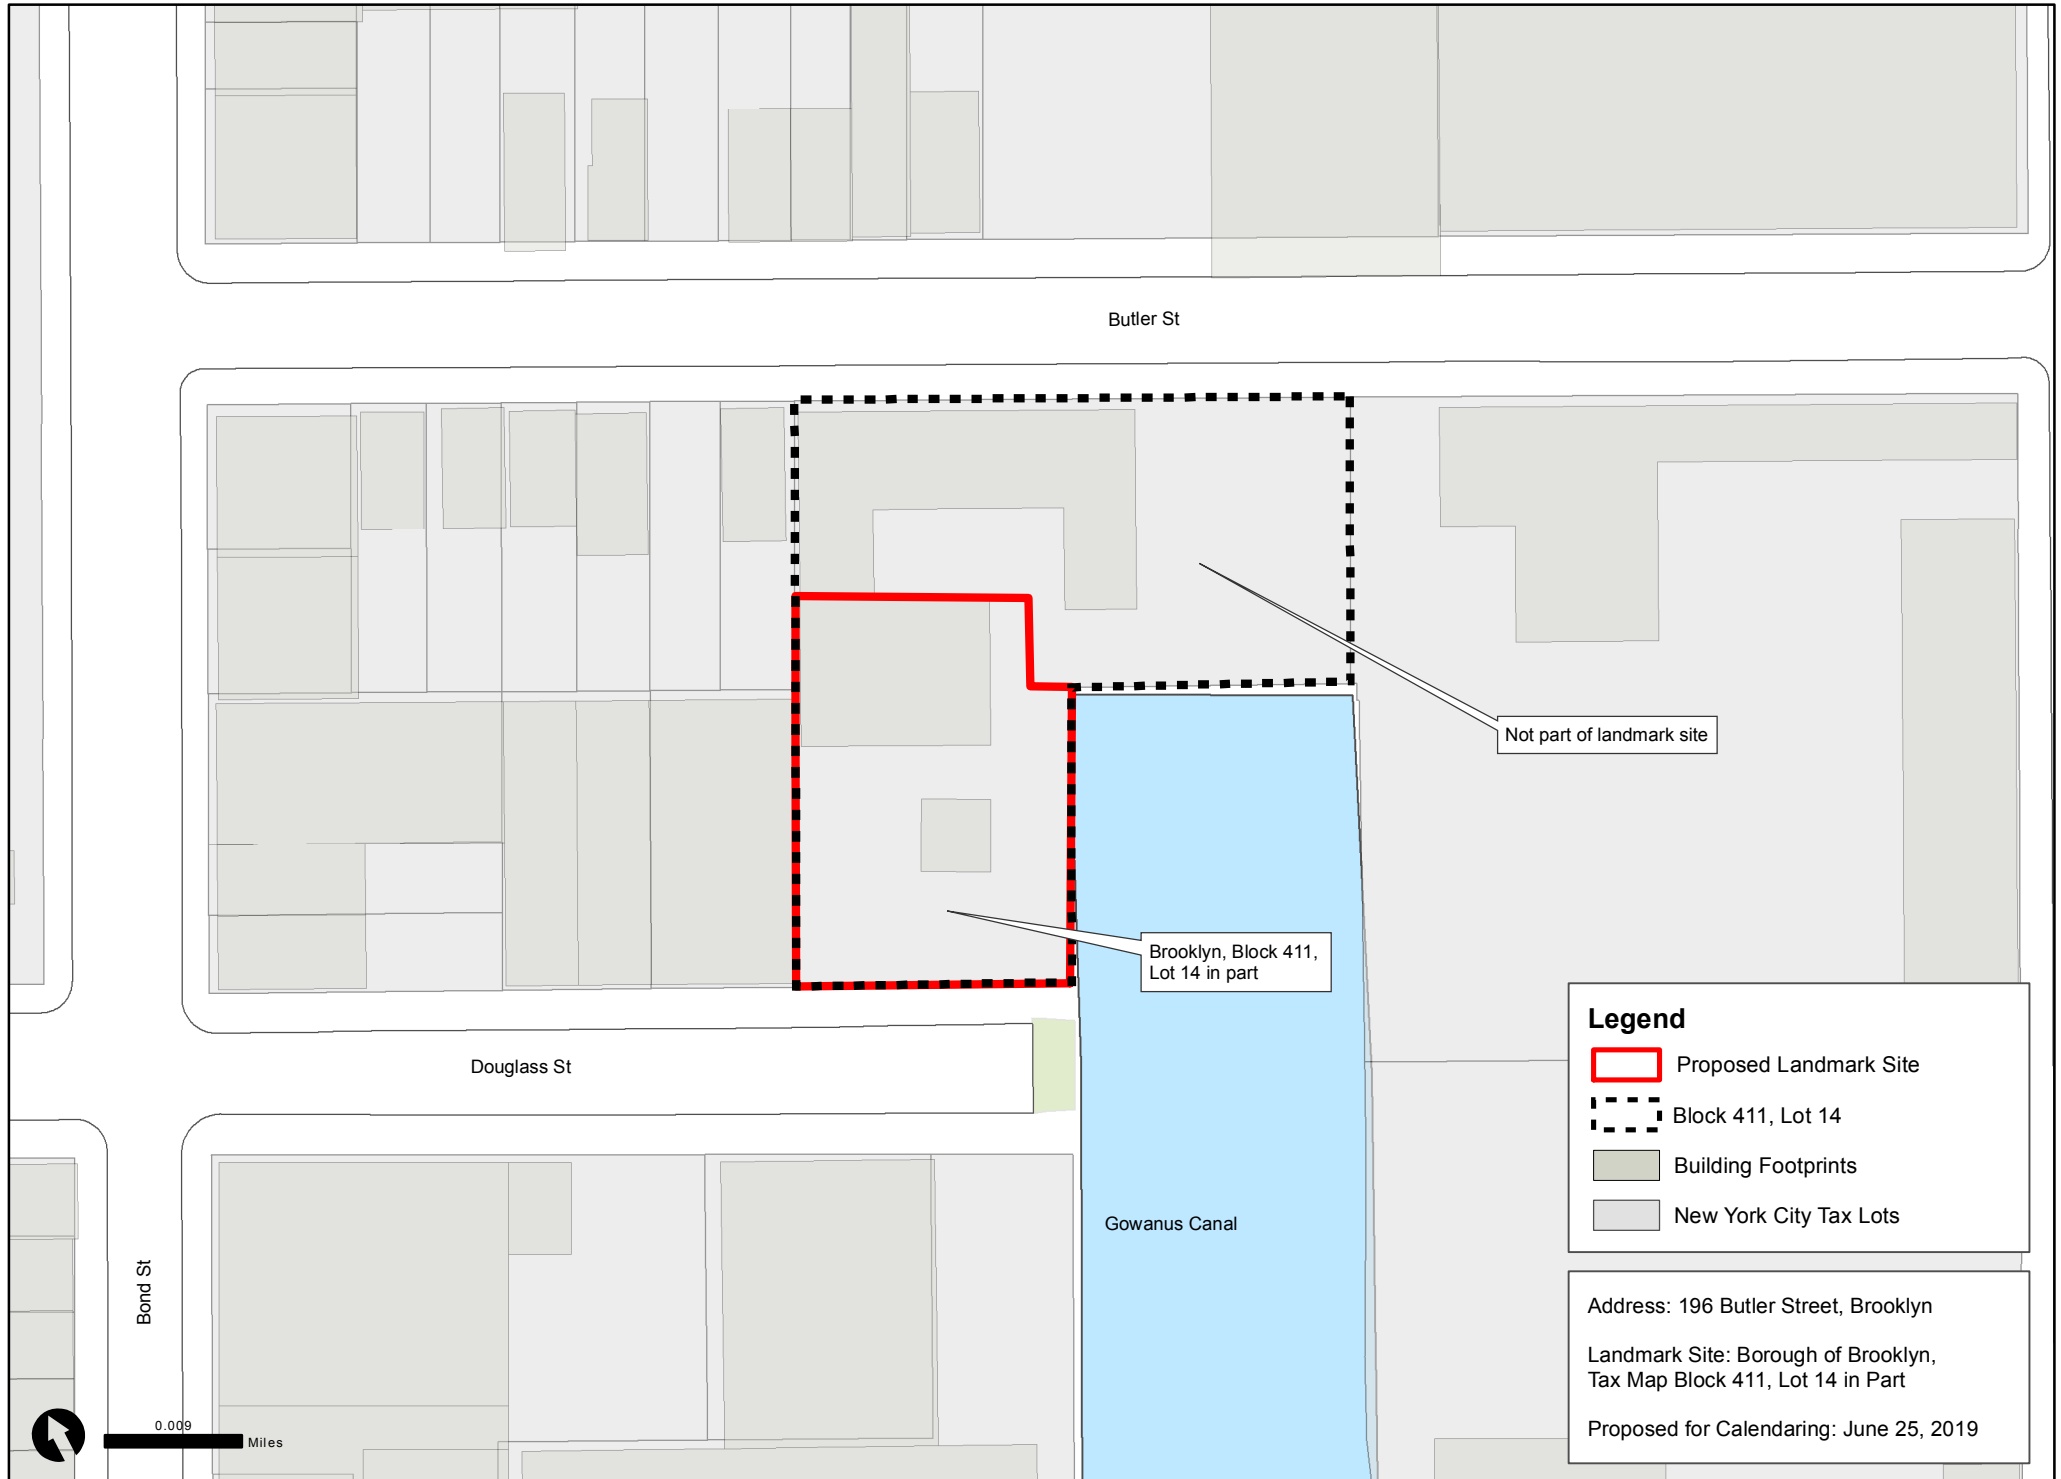 Butler St
Not part of landmark site
Brooklyn, Block 411,
Lot 14 in part
Douglass St
Gowanus Canal
Bond St
0.009
Miles
Legend
Proposed Landmark Site
Block 411, Lot 14
Building Footprints
New York City Tax Lots
Address: 196 Butler Street, Brooklyn
Landmark Site: Borough of Brooklyn,
Tax Map Block 411, Lot 14 in Part
Proposed for Calendaring: June 25, 2019